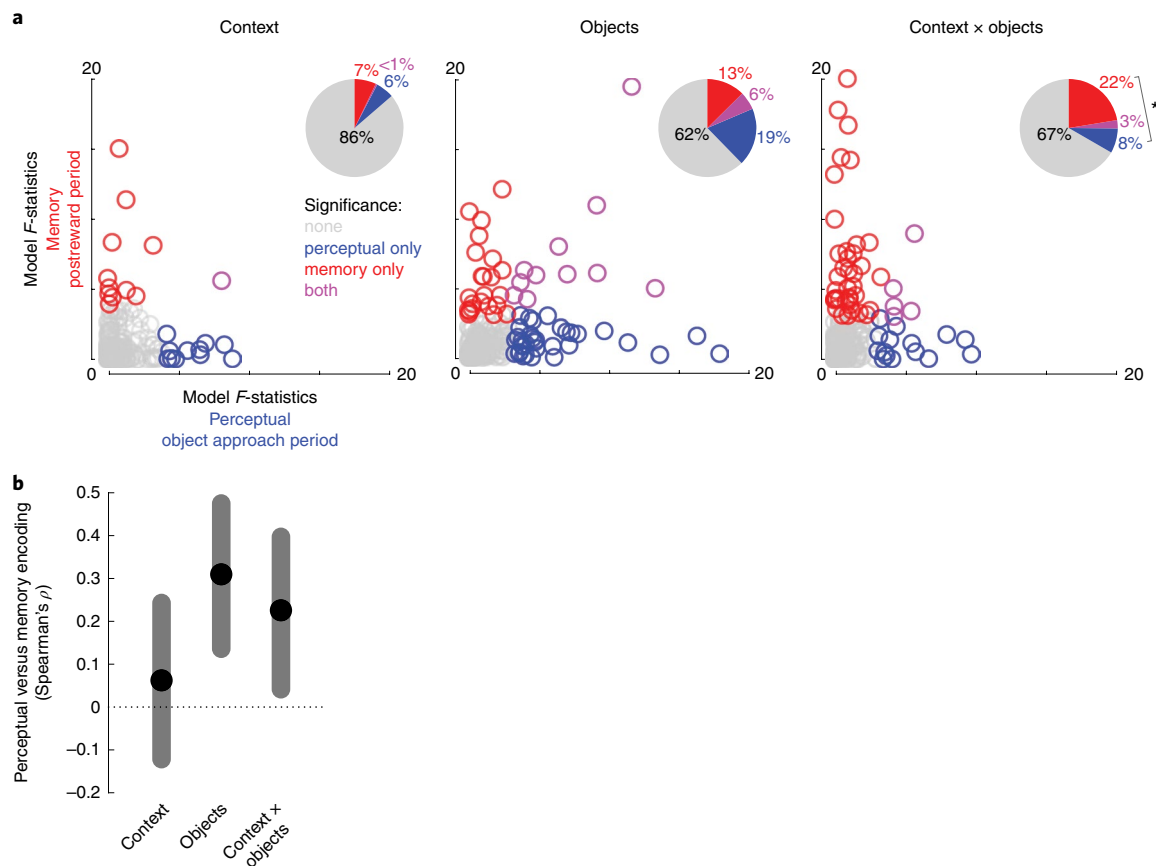 a
Context
Objects
Context × objects
20
7%
<1%
6%
86%
20
13%
6%
19%
62%
20
22%
3%
8%
67%
*
Model F-statistics
Memory
postreward period
Significance:
none
perceptual only
memory only
both
0
20
0
20
0
20
Model F-statistics
Perceptual
object approach period
b
Perceptual versus memory encoding
(Spearman's ρ)
0.5
0.4
0.3
0.2
0.1
0
–0.1
–0.2
Context
Objects
Context ×
objects